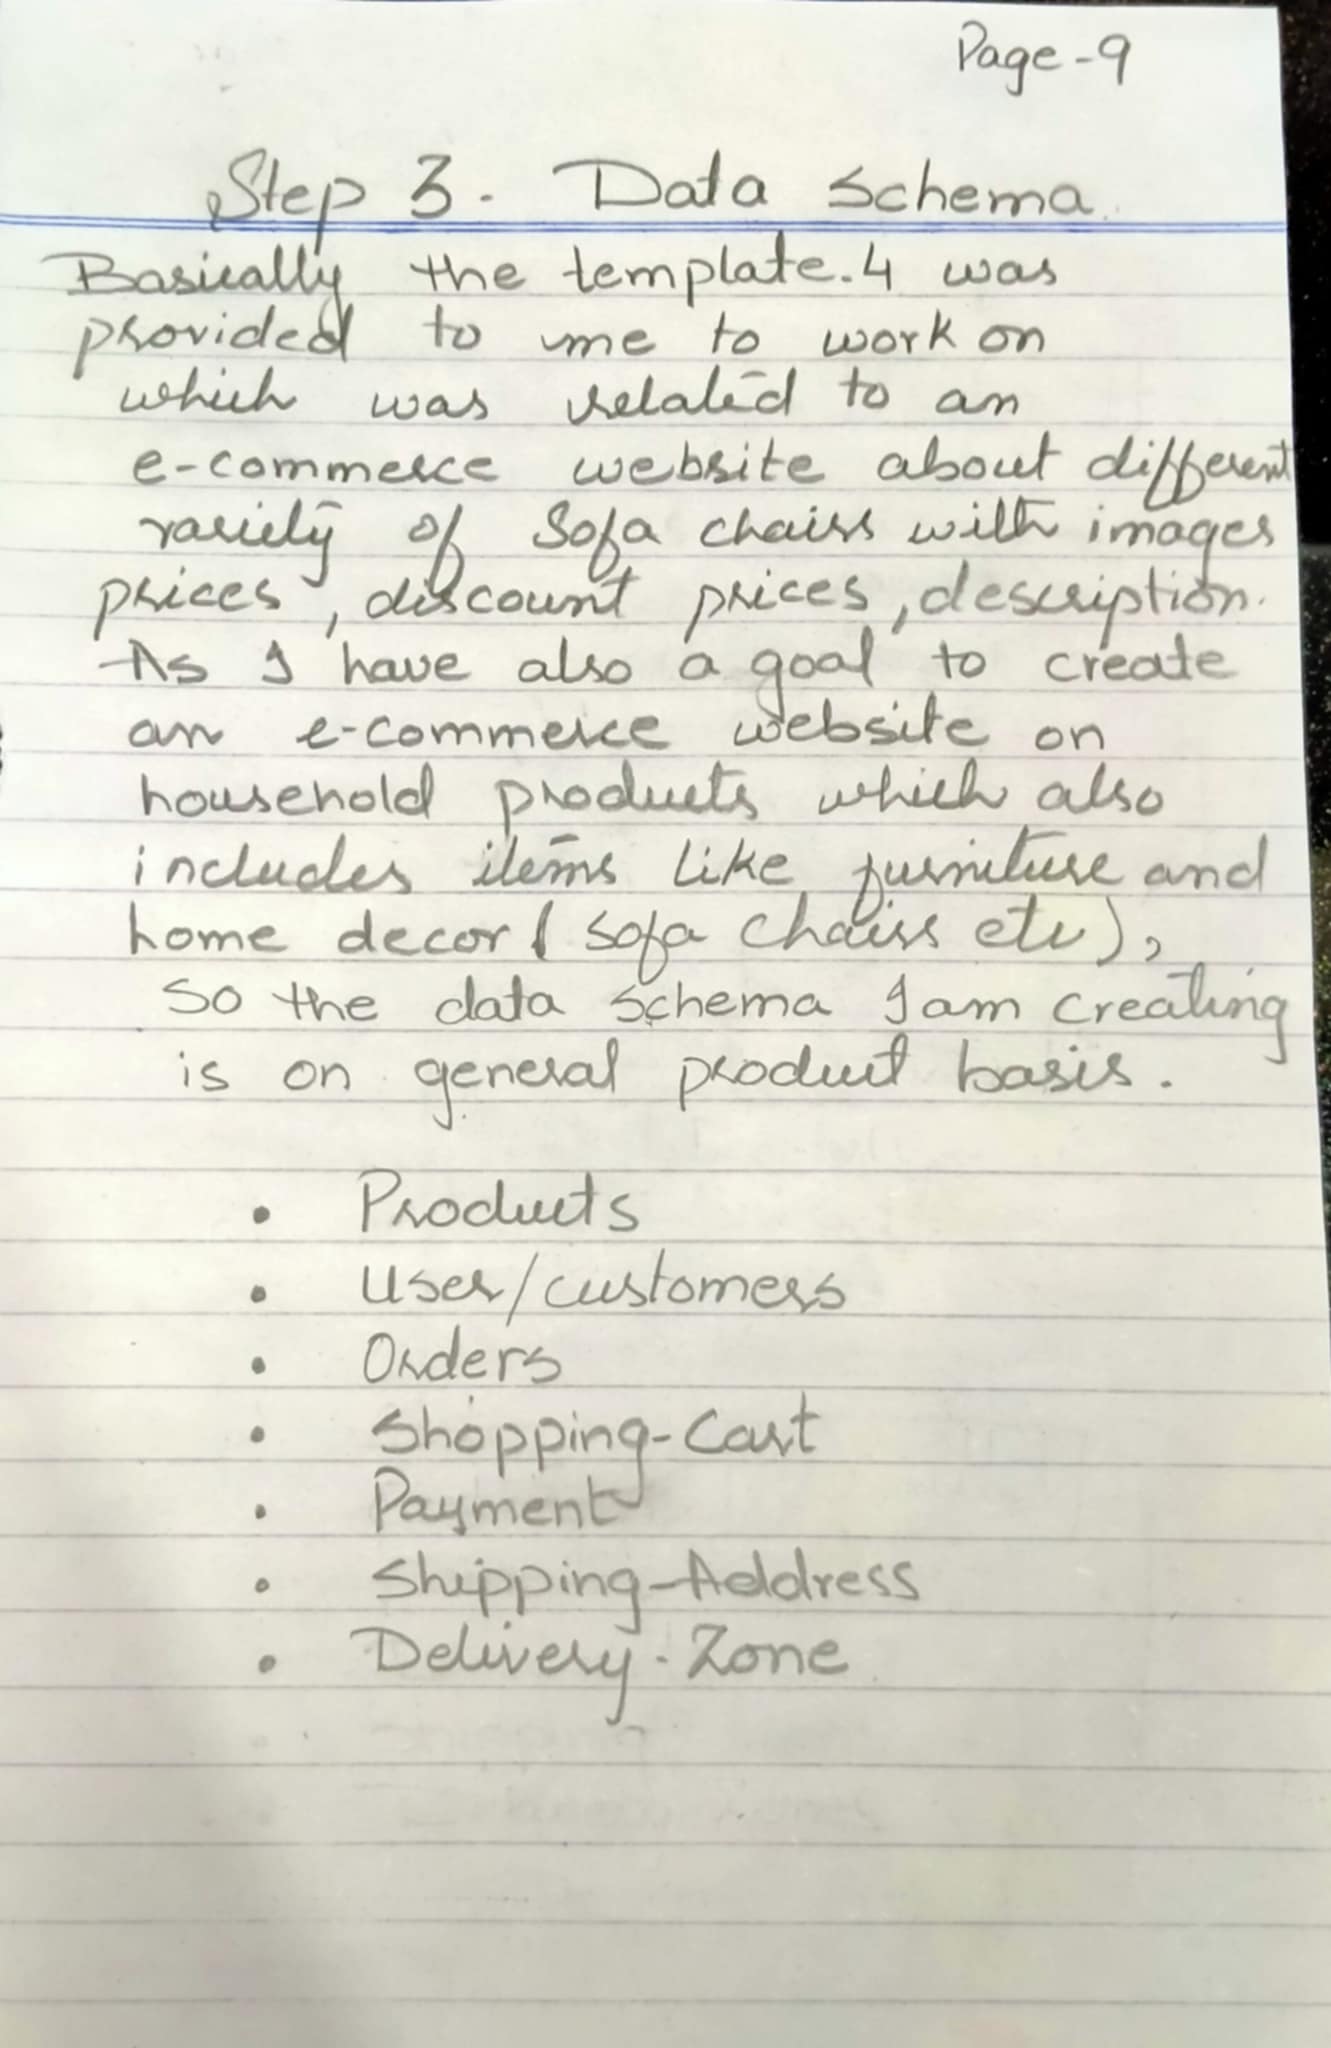 Page-9
Step 3. Data Schema
Basically the template.4 was
provided to me to work on
which was related to an
e-commerce website about different
variety of Sofa chairs with images
prices, discount prices, description.
As I have also a goal to create
an e-commerce website on
household products which also
includes items like furniture and
home decor ( sofa chairs etc),
So the data schema I am creating
is on general product basis.
• Products
• User/customers
• Orders
• Shopping-Cart
• Payment
• Shipping-Address
• Delivery-Zone